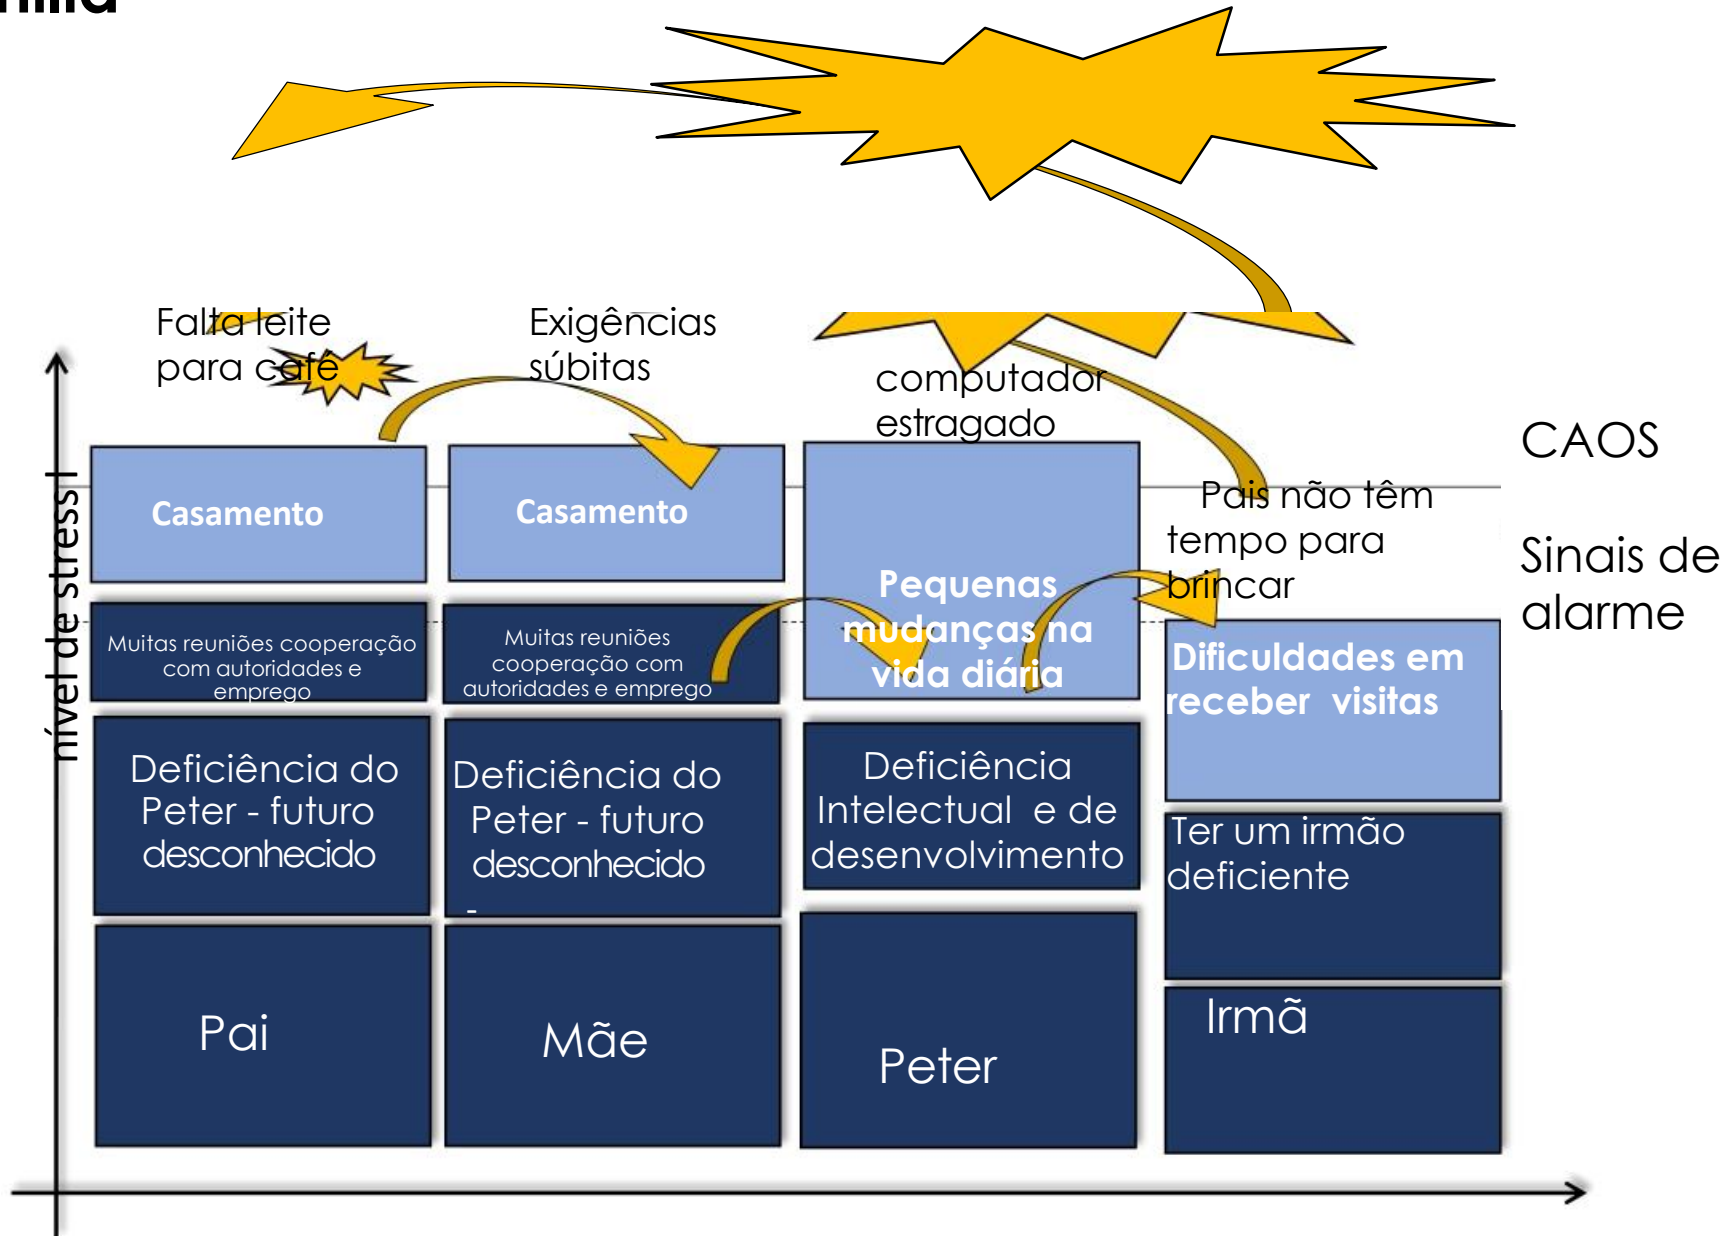 Falta leite
para café
Exigências
súbitas
computador
estragado
CAOS
Sinais de
alarme
Pais não têm
tempo para
brincar
nível de stress
Casamento
Casamento
Pequenas
mudanças na
vida diária
Dificuldades em
receber visitas
Muitas reuniões cooperação
com autoridades e
emprego
Muitas reuniões
cooperação com
autoridades e emprego
Deficiência do
Peter - futuro
desconhecido
Deficiência do
Peter - futuro
desconhecido
-
Deficiência
Intelectual e de
desenvolvimento
Ter um irmão
deficiente
Pai
Mãe
Peter
Irmã